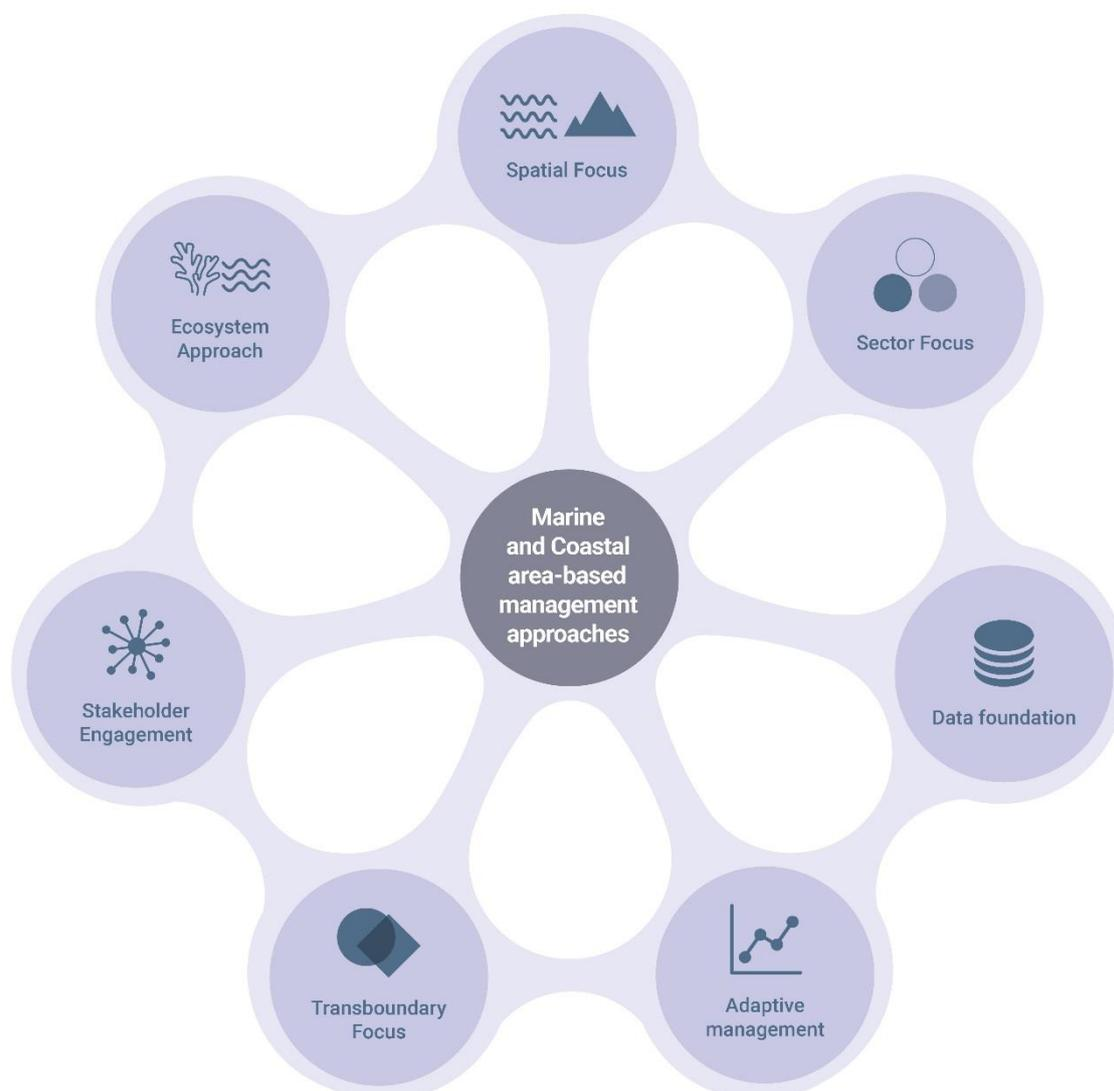 Spatial Focus
Sector Focus
Data foundation
Adaptive
management
Transboundary
Focus
Stakeholder
Engagement
Ecosystem
Approach
Marine
and Coastal
area-based
management
approaches